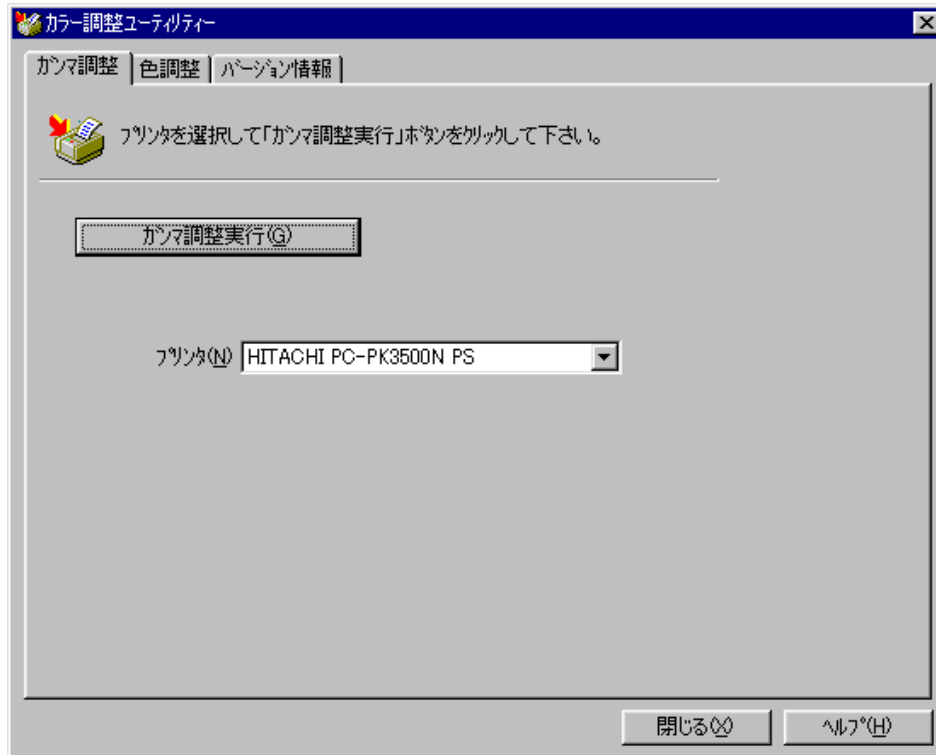 カラー調整ユーティリティー
ガンマ調整 色調整 バージョン情報
プリンタを選択して「ガンマ調整実行」ボタンをクリックして下さい。
ガンマ調整実行(G)
プリンタ(N) HITACHI PC-PK3500N PS
閉じる(X) ヘルプ(H)